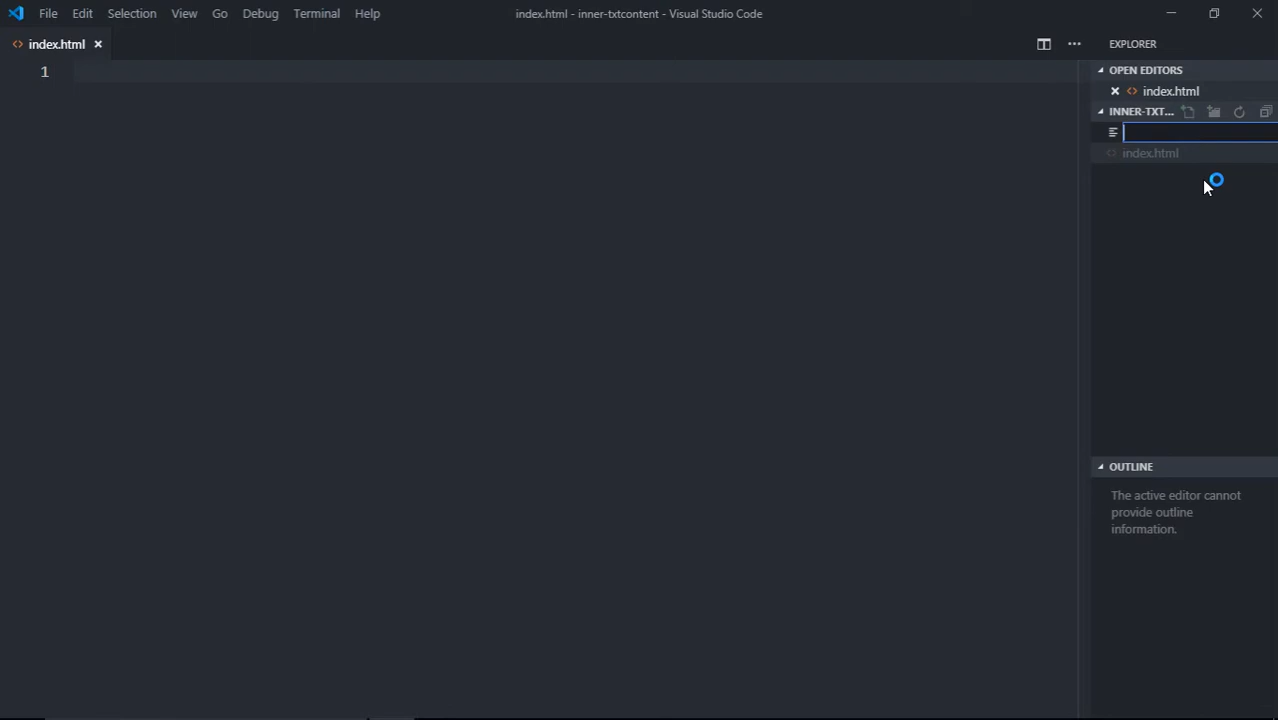 File Edit Selection View Go Debug Terminal Help index.html - inner-txtcontent - Visual Studio Code
index.html
EXPLORER
1
OPEN EDITORS
index.html
INNER-TXT...
index.html
OUTLINE
The active editor cannot
provide outline
information.